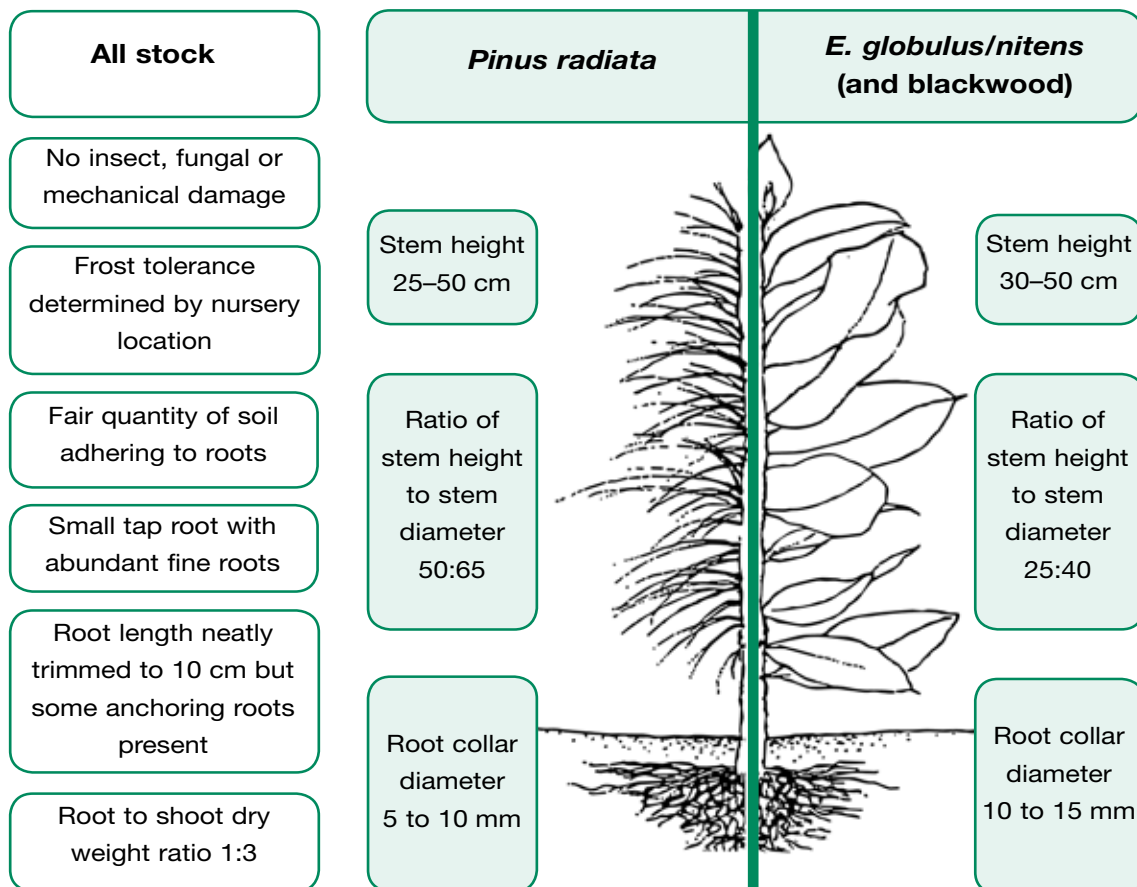 All stock
No insect, fungal or
mechanical damage
Frost tolerance
determined by nursery
location
Fair quantity of soil
adhering to roots
Small tap root with
abundant fine roots
Root length neatly
trimmed to 10 cm but
some anchoring roots
present
Root to shoot dry
weight ratio 1:3
Pinus radiata
Stem height
25–50 cm
Ratio of
stem height
to stem
diameter
50:65
Root collar
diameter
5 to 10 mm
E. globulus/nitens
(and blackwood)
Stem height
30–50 cm
Ratio of
stem height
to stem
diameter
25:40
Root collar
diameter
10 to 15 mm